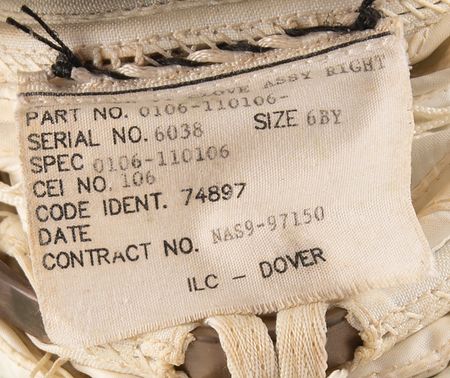 GLOVE ASSY RIGHT
PART NO. 0106-110106-
SERIAL NO. 6038 SIZE 6BY
SPEC 0106-110106
CEI NO. 106
CODE IDENT. 74897
DATE
CONTRACT NO. NAS9-97150
ILC - DOVER